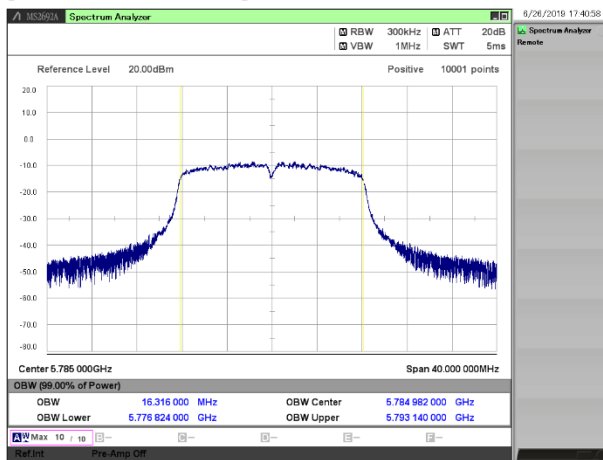 MS2692A Spectrum Analyzer
6/26/2019 17:40:58
RBW 300kHz ATT 20dB
VBW 1MHz SWT 5ms
Spectrum Analyzer
Remote
Reference Level 20.00dBm Positive 10001 points
20.0
10.0
0.0
-10.0
-20.0
-30.0
-40.0
-50.0
-60.0
-70.0
-80.0
Center 5.785 000GHz Span 40.000 000MHz
OBW (99.00% of Power)
OBW 16.316 000 MHz OBW Center 5.784 982 000 GHz
OBW Lower 5.776 824 000 GHz OBW Upper 5.793 140 000 GHz
A W Max 10 / 10 B-- C-- D-- E-- F--
Ref.Int Pre-Amp Off